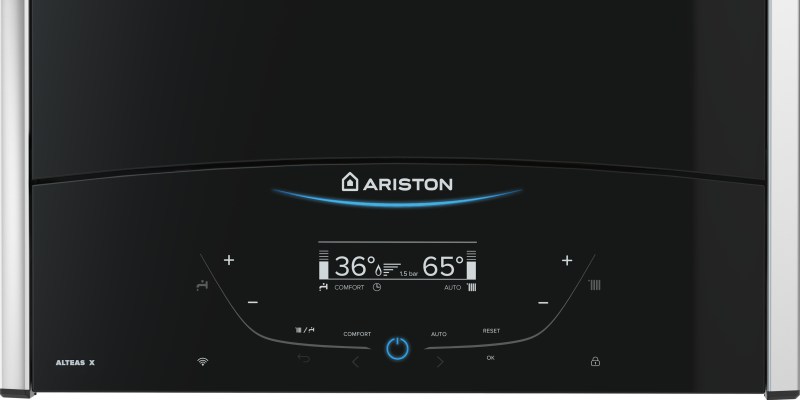 ARISTON
36° 1.5 bar 65°
COMFORT AUTO
+ +
− −
COMFORT AUTO RESET
OK
ALTEAS X